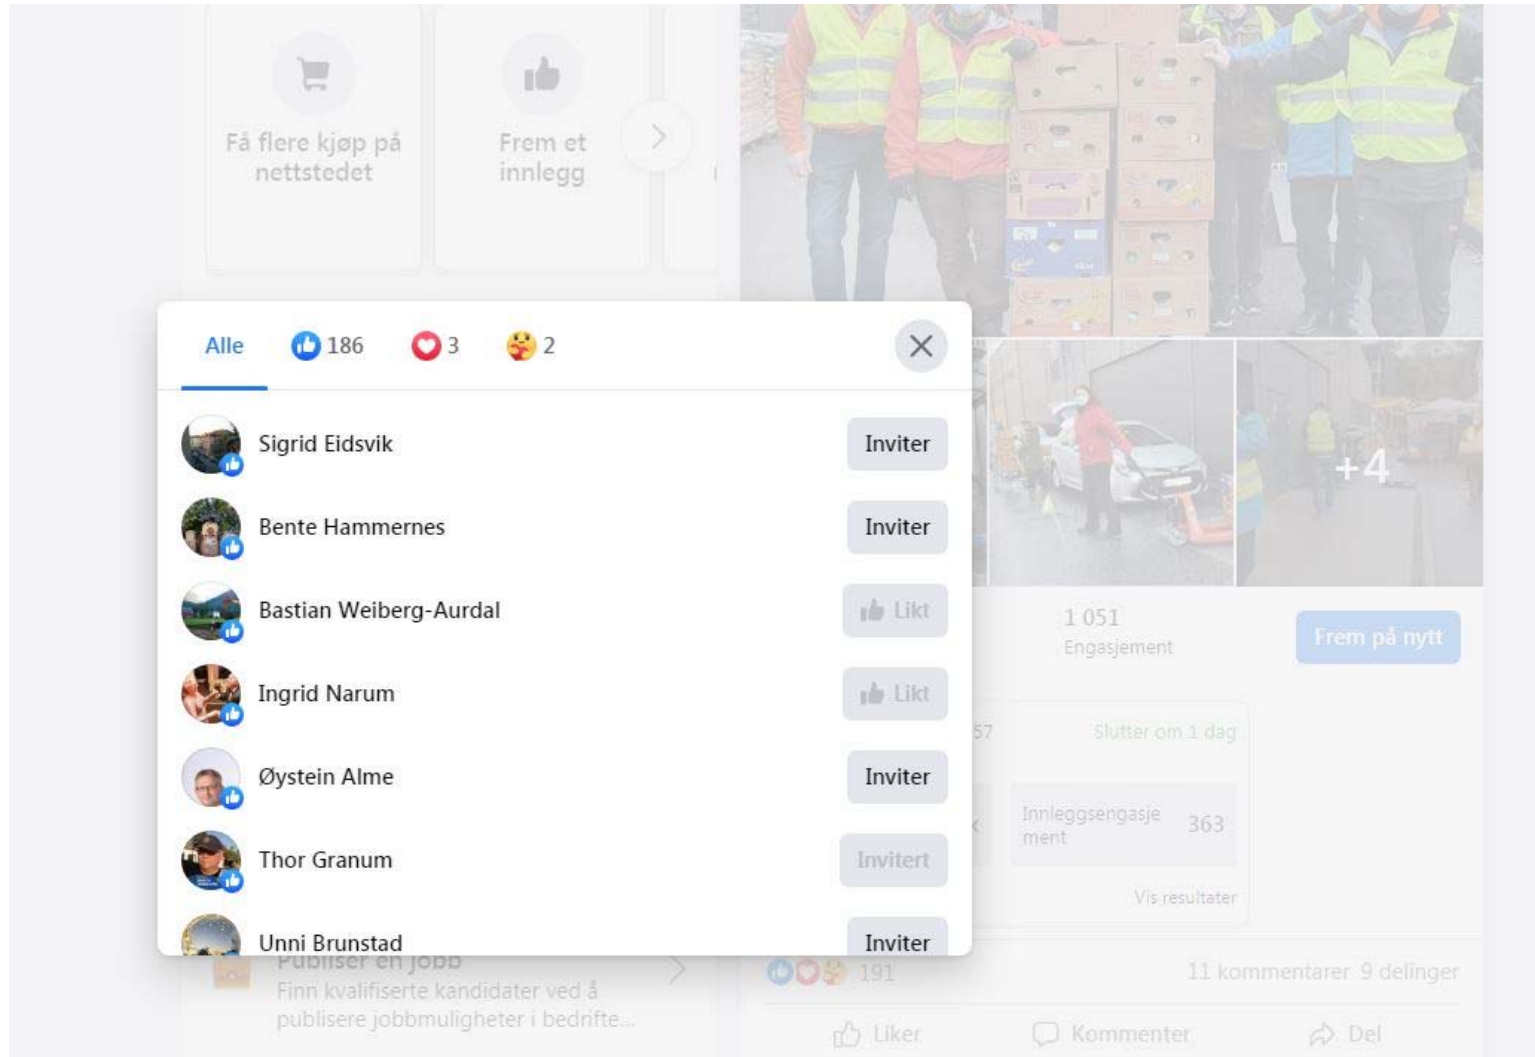 Få flere kjøp på
nettstedet
Frem et
innlegg
Alle
186
3
2
Sigrid Eidsvik
Inviter
Bente Hammernes
Inviter
Bastian Weiberg-Aurdal
Likt
Ingrid Narum
Likt
Øystein Alme
Inviter
Thor Granum
Invitert
Unni Brunstad
Inviter
+4
1 051
Engasjement
Frem på nytt
57
Slutter om 1 dag
Innleggsengasje
ment
363
Vis resultater
Publiser en jobb
Finn kvalifiserte kandidater ved å
publisere jobbmuligheter i bedrifte...
191
11 kommentarer 9 delinger
Liker
Kommenter
Del